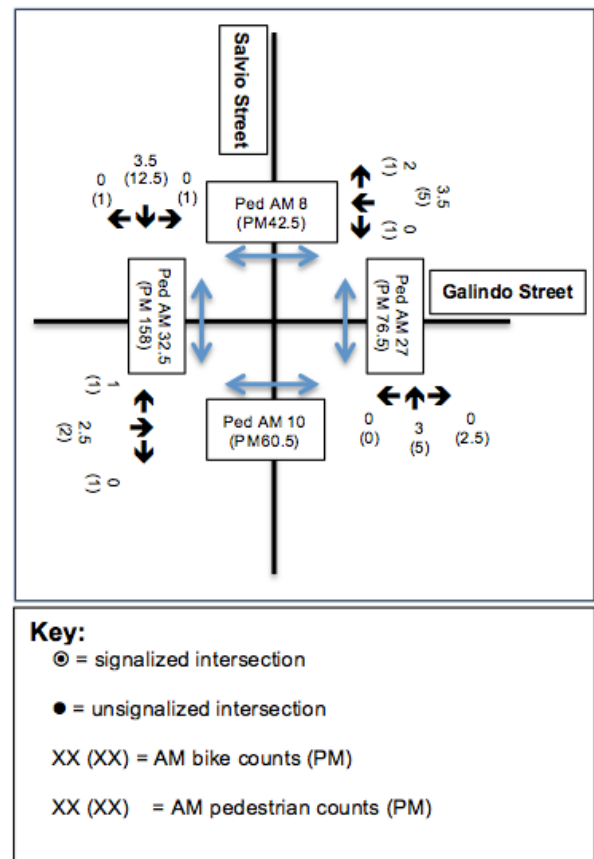 Salvio Street
3.5
0 (12.5) 0
(1) (1)
Ped AM 8
(PM42.5)
2
(1)
3.5
(5)
0
(1)
Ped AM 32.5
(PM 158)
Ped AM 27
(PM 76.5)
Galindo Street
1
(1)
2.5
(2)
0
(1)
Ped AM 10
(PM60.5)
0 0
(0) 3 (2.5)
(5)
Key:
= signalized intersection
= unsignalized intersection
XX (XX) = AM bike counts (PM)
XX (XX) = AM pedestrian counts (PM)